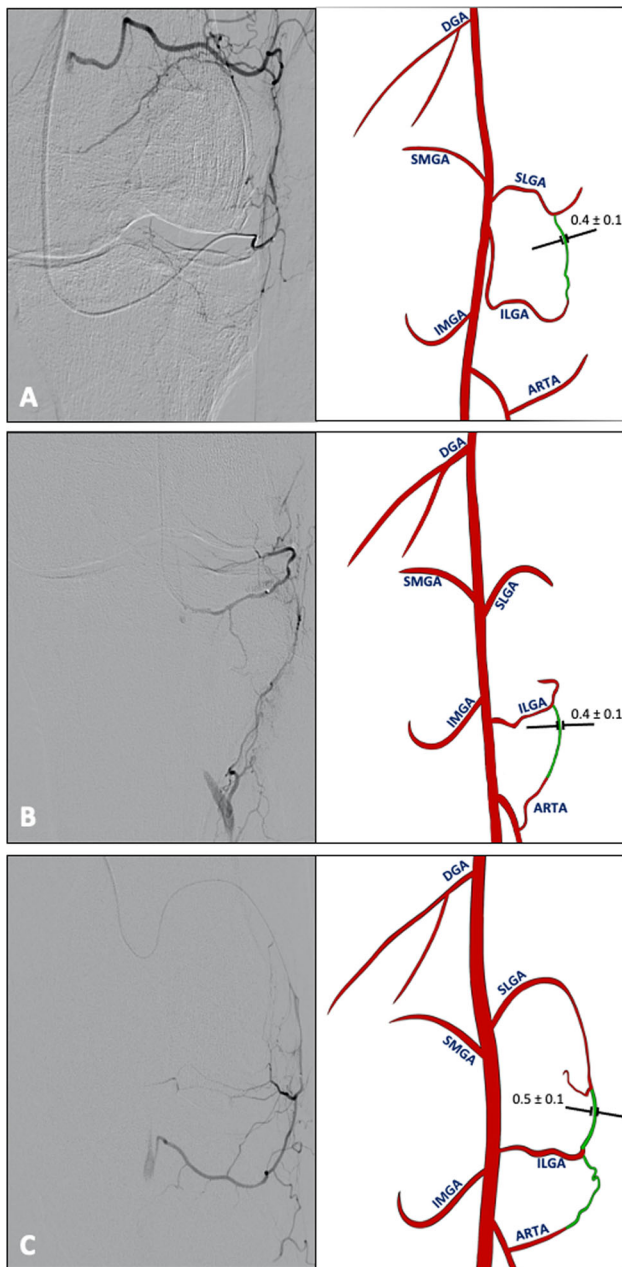 DGA
SMGA
SLGA
0.4 ± 0.1
IMGA
ILGA
ARTA
A
DGA
SMGA
SLGA
IMGA
ILGA
0.4 ± 0.1
ARTA
B
DGA
SLGA
SMGA
0.5 ± 0.1
ILGA
IMGA
ARTA
C